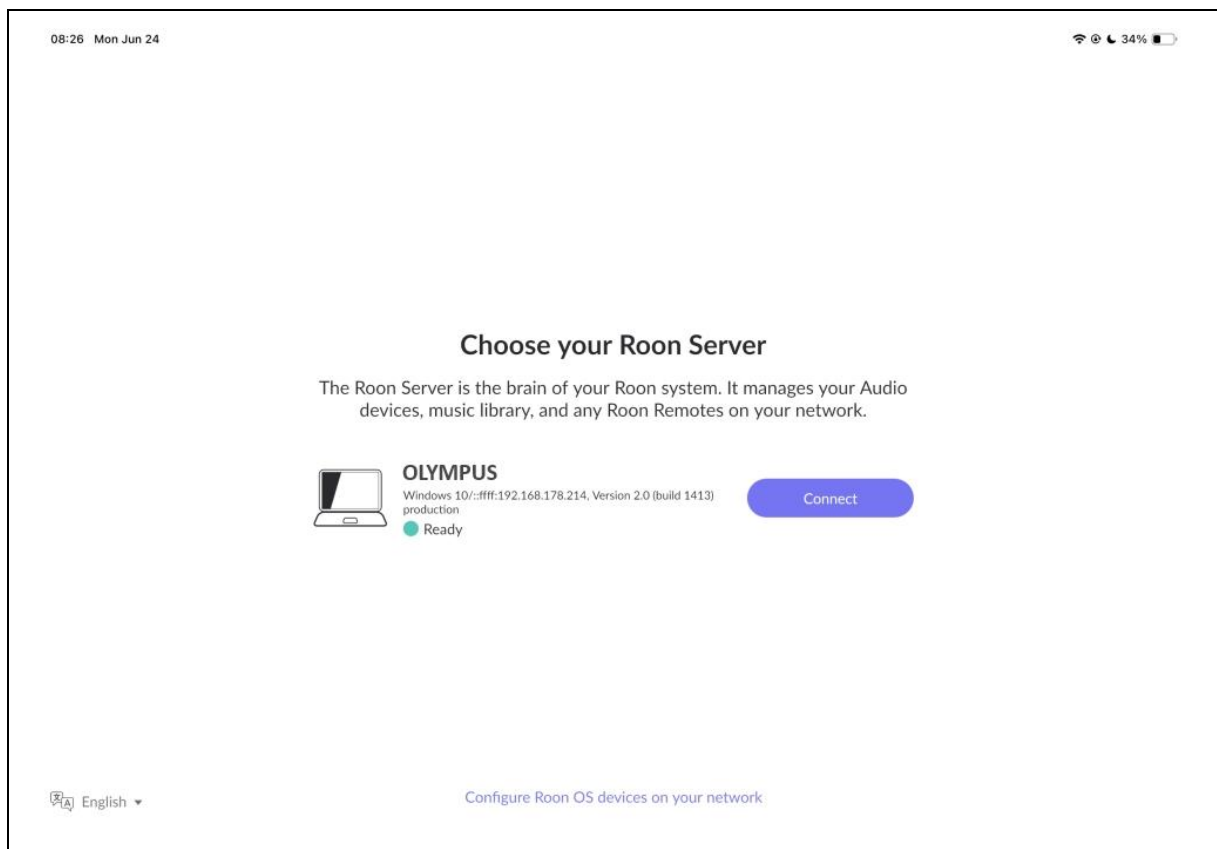 08:26 Mon Jun 24
34%
Choose your Roon Server
The Roon Server is the brain of your Roon system. It manages your Audio
devices, music library, and any Roon Remotes on your network.
OLYMPUS
Windows 10/::ffff:192.168.178.214, Version 2.0 (build 1413)
production
Ready
Connect
文A English
Configure Roon OS devices on your network